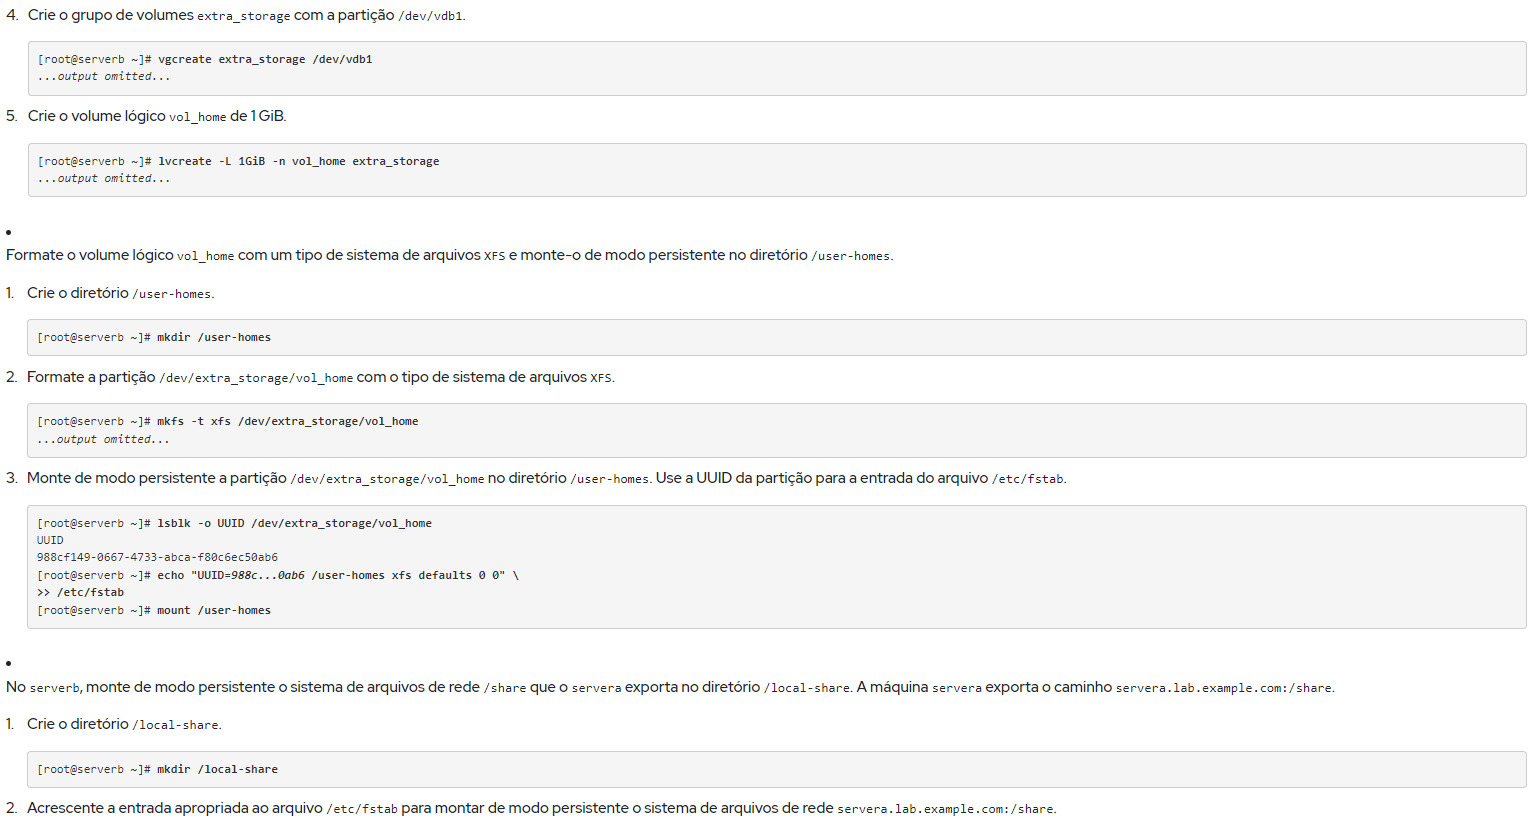 4. Crie o grupo de volumes extra_storage com a partição /dev/vdb1.
[root@serverb ~]# vgcreate extra_storage /dev/vdb1
...output omitted...
5. Crie o volume lógico vol_home de 1 GiB.
[root@serverb ~]# lvcreate -L 1GiB -n vol_home extra_storage
...output omitted...
•
Formate o volume lógico vol_home com um tipo de sistema de arquivos XFS e monte-o de modo persistente no diretório /user-homes.
1. Crie o diretório /user-homes.
[root@serverb ~]# mkdir /user-homes
2. Formate a partição /dev/extra_storage/vol_home com o tipo de sistema de arquivos XFS.
[root@serverb ~]# mkfs -t xfs /dev/extra_storage/vol_home
...output omitted...
3. Monte de modo persistente a partição /dev/extra_storage/vol_home no diretório /user-homes. Use a UUID da partição para a entrada do arquivo /etc/fstab.
[root@serverb ~]# lsblk -o UUID /dev/extra_storage/vol_home
UUID
988cf149-0667-4733-abca-f80c6ec50ab6
[root@serverb ~]# echo "UUID=988c...0ab6 /user-homes xfs defaults 0 0" \
>> /etc/fstab
[root@serverb ~]# mount /user-homes
•
No serverb, monte de modo persistente o sistema de arquivos de rede /share que o servera exporta no diretório /local-share. A máquina servera exporta o caminho servera.lab.example.com:/share.
1. Crie o diretório /local-share.
[root@serverb ~]# mkdir /local-share
2. Acrescente a entrada apropriada ao arquivo /etc/fstab para montar de modo persistente o sistema de arquivos de rede servera.lab.example.com:/share.